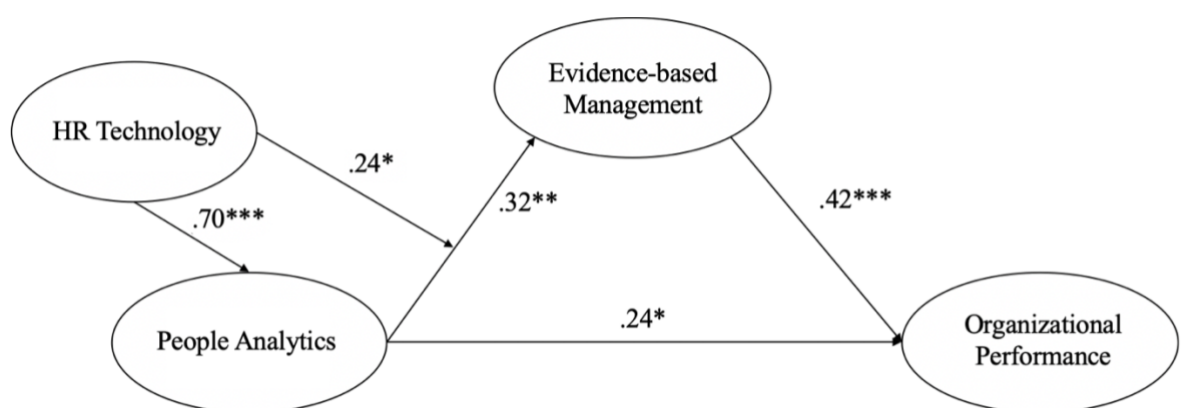 Evidence-based
Management
HR Technology
.24*
.32**
.42***
.70***
.24*
People Analytics
Organizational
Performance